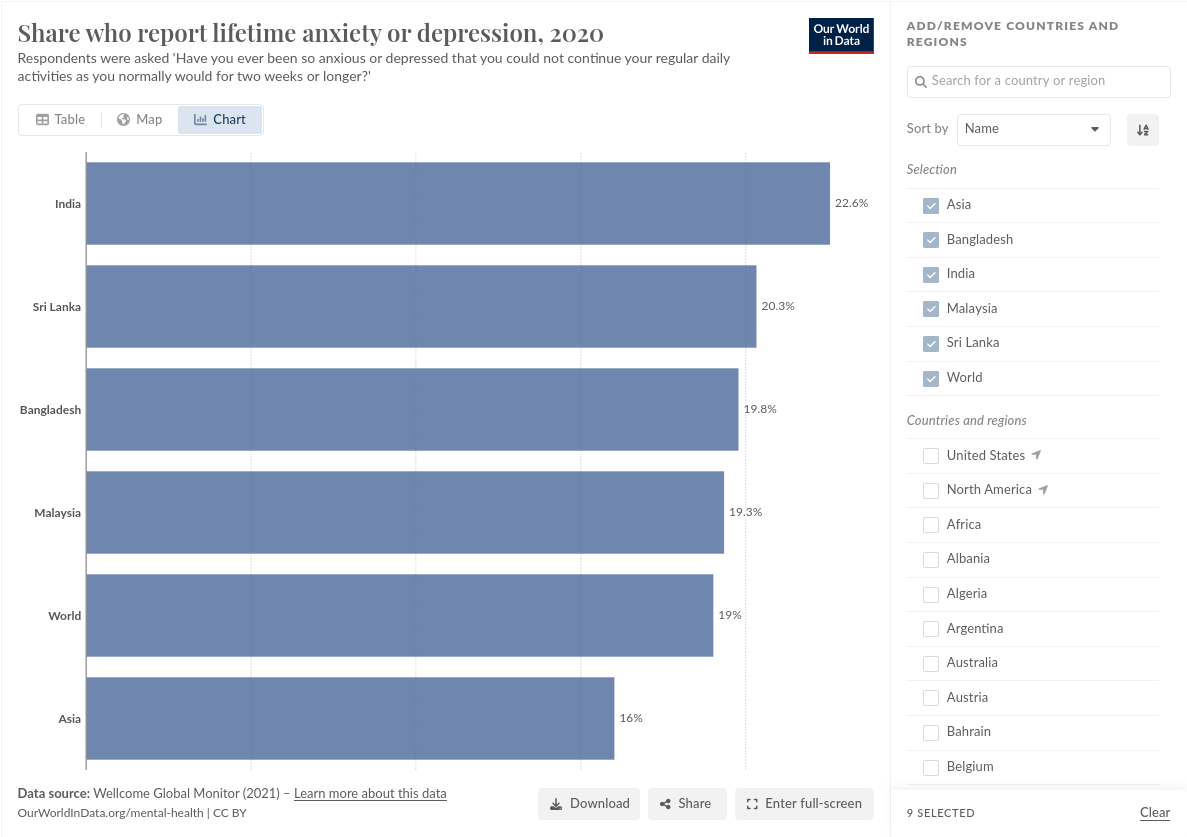 Share who report lifetime anxiety or depression, 2020
Respondents were asked 'Have you ever been so anxious or depressed that you could not continue your regular daily
activities as you normally would for two weeks or longer?'
Our World
in Data
Table
Map
Chart
India
22.6%
Sri Lanka
20.3%
Bangladesh
19.8%
Malaysia
19.3%
World
19%
Asia
16%
Data source: Wellcome Global Monitor (2021) – Learn more about this data
OurWorldInData.org/mental-health | CC BY
Download
Share
Enter full-screen
ADD/REMOVE COUNTRIES AND
REGIONS
Search for a country or region
Sort by
Name
Selection
Asia
Bangladesh
India
Malaysia
Sri Lanka
World
Countries and regions
United States
North America
Africa
Albania
Algeria
Argentina
Australia
Austria
Bahrain
Belgium
9 SELECTED
Clear